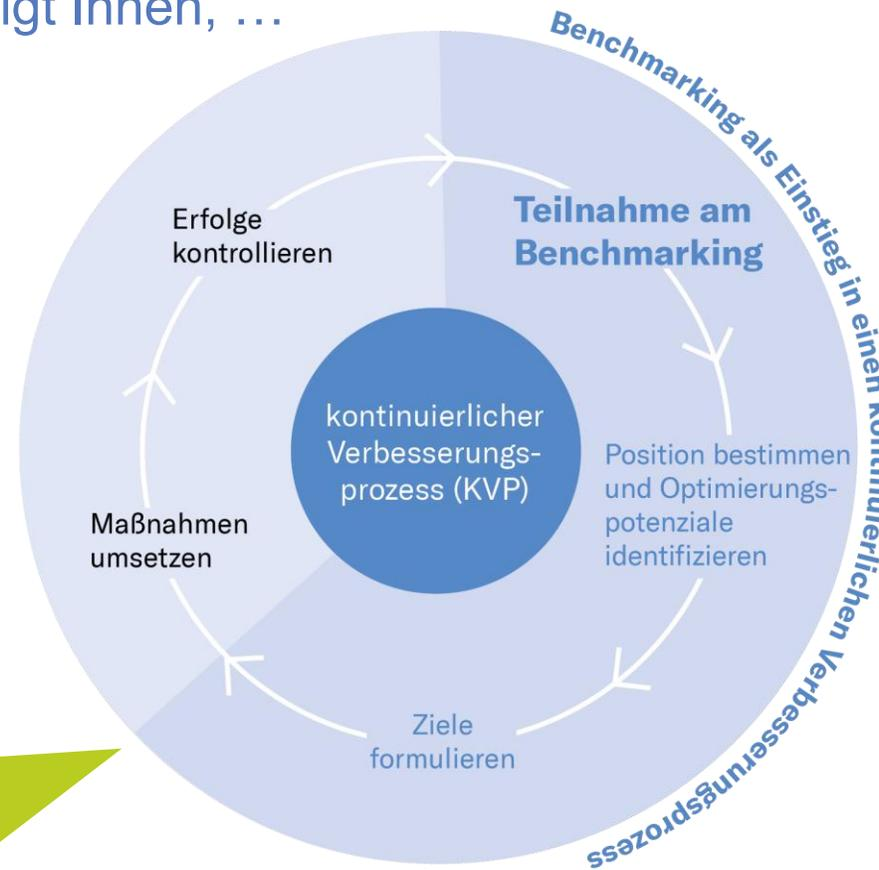 igt Ihnen, …
Benchmarking als Einstieg in einen kontinuierlichen Verbesserungsprozess
Teilnahme am
Benchmarking
Position bestimmen
und Optimierungs-
potenziale
identifizieren
Ziele
formulieren
Maßnahmen
umsetzen
Erfolge
kontrollieren
kontinuierlicher
Verbesserungs-
prozess (KVP)